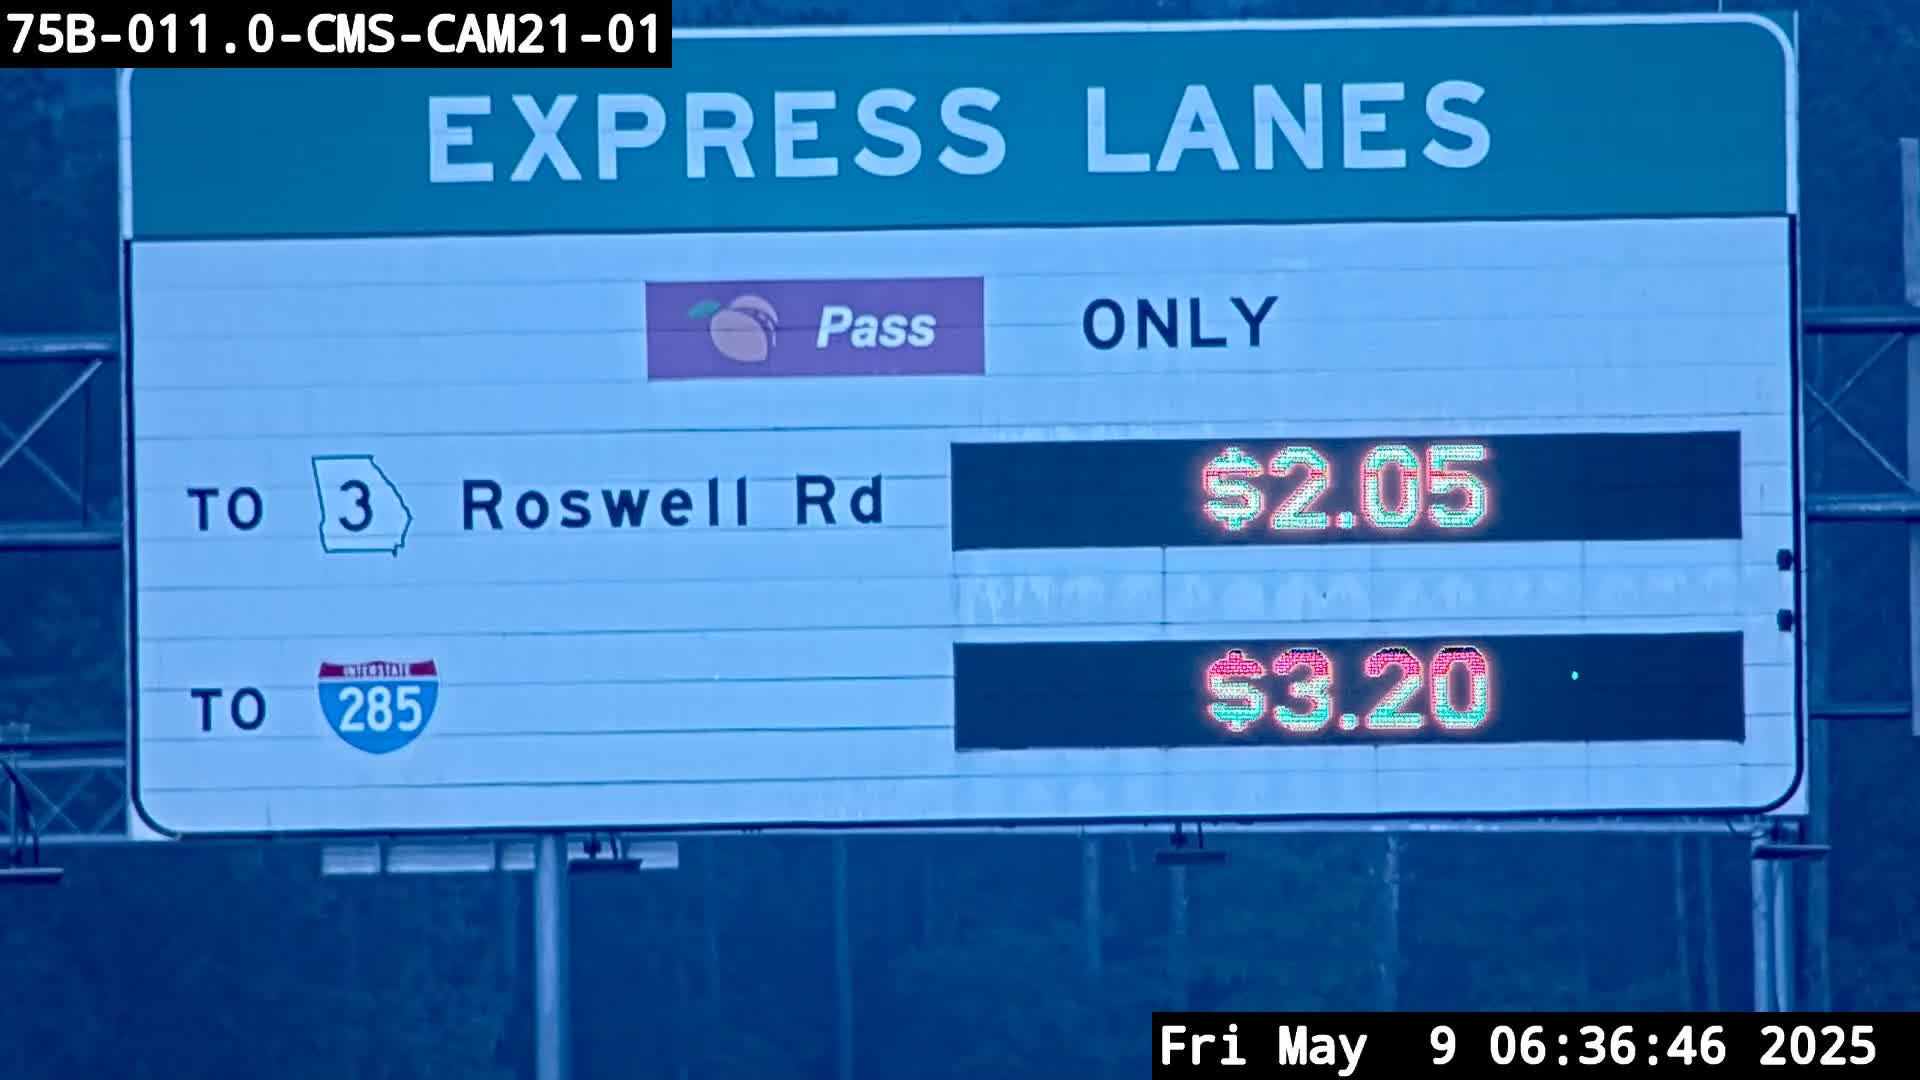 75B-011.0-CMS-CAM21-01
EXPRESS LANES
Pass ONLY
TO 3 Roswell Rd $2.05
INTERSTATE
TO 285 $3.20
Fri May 9 06:36:46 2025